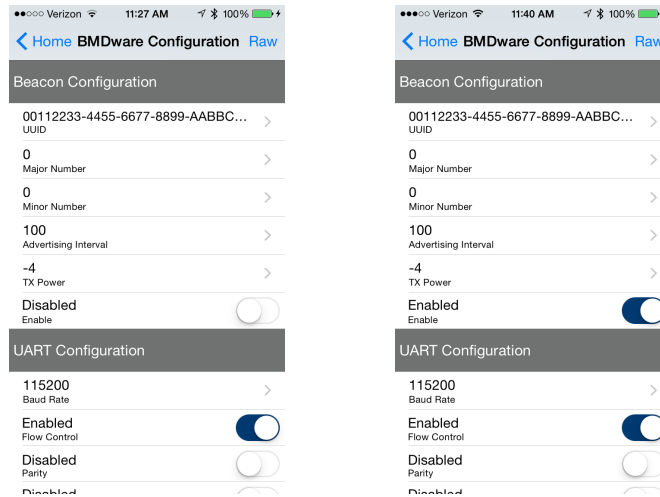 Verizon 11:27 AM 100%
Home BMDware Configuration Raw
Beacon Configuration
00112233-4455-6677-8899-AABBC...
UUID
0
Major Number
0
Minor Number
100
Advertising Interval
-4
TX Power
Disabled
Enable
UART Configuration
115200
Baud Rate
Enabled
Flow Control
Disabled
Parity
Disabled
Verizon 11:40 AM 100%
Home BMDware Configuration Raw
Beacon Configuration
00112233-4455-6677-8899-AABBC...
UUID
0
Major Number
0
Minor Number
100
Advertising Interval
-4
TX Power
Enabled
Enable
UART Configuration
115200
Baud Rate
Enabled
Flow Control
Disabled
Parity
Disabled